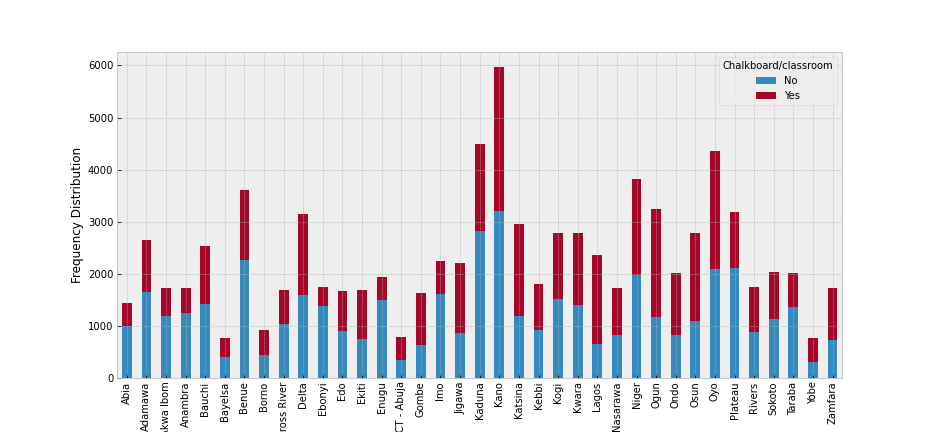 Chalkboard/classroom
No
Yes
Frequency Distribution
6000
5000
4000
3000
2000
1000
0
Abia
Adamawa
kwa Ibom
Anambra
Bauchi
Bayelsa
Benue
Borno
ross River
Delta
Ebonyi
Edo
Ekiti
Enugu
CT - Abuja
Gombe
Imo
Jigawa
Kaduna
Kano
Katsina
Kebbi
Kogi
Kwara
Lagos
Nasarawa
Niger
Ogun
Ondo
Osun
Oyo
Plateau
Rivers
Sokoto
Taraba
Yobe
Zamfara